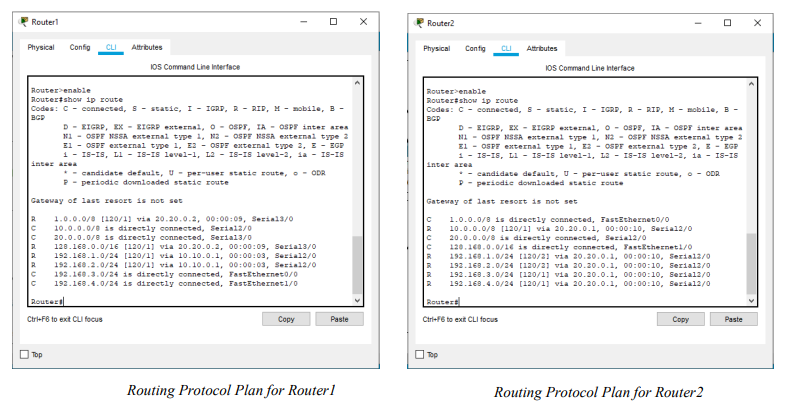 Router1
Physical Config CLI Attributes
IOS Command Line Interface
Router>enable
Router#show ip route
Codes: C - connected, S - static, I - IGRP, R - RIP, M - mobile, B -
BGP
D - EIGRP, EX - EIGRP external, O - OSPF, IA - OSPF inter area
N1 - OSPF NSSA external type 1, N2 - OSPF NSSA external type 2
E1 - OSPF external type 1, E2 - OSPF external type 2, E - EGP
i - IS-IS, L1 - IS-IS level-1, L2 - IS-IS level-2, ia - IS-IS
inter area
* - candidate default, U - per-user static route, o - ODR
P - periodic downloaded static route
Gateway of last resort is not set
R 1.0.0.0/8 [120/1] via 20.20.0.2, 00:00:09, Serial3/0
C 10.0.0.0/8 is directly connected, Serial2/0
C 20.0.0.0/8 is directly connected, Serial3/0
R 128.168.0.0/16 [120/1] via 20.20.0.2, 00:00:09, Serial3/0
R 192.168.1.0/24 [120/1] via 10.10.0.1, 00:00:03, Serial2/0
R 192.168.2.0/24 [120/1] via 10.10.0.1, 00:00:03, Serial2/0
C 192.168.3.0/24 is directly connected, FastEthernet0/0
C 192.168.4.0/24 is directly connected, FastEthernet1/0
Router#
Ctrl+F6 to exit CLI focus
Copy Paste
Top
Routing Protocol Plan for Router1
Router2
Physical Config CLI Attributes
IOS Command Line Interface
Router>enable
Router#show ip route
Codes: C - connected, S - static, I - IGRP, R - RIP, M - mobile, B -
BGP
D - EIGRP, EX - EIGRP external, O - OSPF, IA - OSPF inter area
N1 - OSPF NSSA external type 1, N2 - OSPF NSSA external type 2
E1 - OSPF external type 1, E2 - OSPF external type 2, E - EGP
i - IS-IS, L1 - IS-IS level-1, L2 - IS-IS level-2, ia - IS-IS
inter area
* - candidate default, U - per-user static route, o - ODR
P - periodic downloaded static route
Gateway of last resort is not set
C 1.0.0.0/8 is directly connected, FastEthernet0/0
R 10.0.0.0/8 [120/1] via 20.20.0.1, 00:00:10, Serial2/0
C 20.0.0.0/8 is directly connected, Serial2/0
C 128.168.0.0/16 is directly connected, FastEthernet1/0
R 192.168.1.0/24 [120/2] via 20.20.0.1, 00:00:10, Serial2/0
R 192.168.2.0/24 [120/2] via 20.20.0.1, 00:00:10, Serial2/0
R 192.168.3.0/24 [120/1] via 20.20.0.1, 00:00:10, Serial2/0
R 192.168.4.0/24 [120/1] via 20.20.0.1, 00:00:10, Serial2/0
Router#
Ctrl+F6 to exit CLI focus
Copy Paste
Top
Routing Protocol Plan for Router2